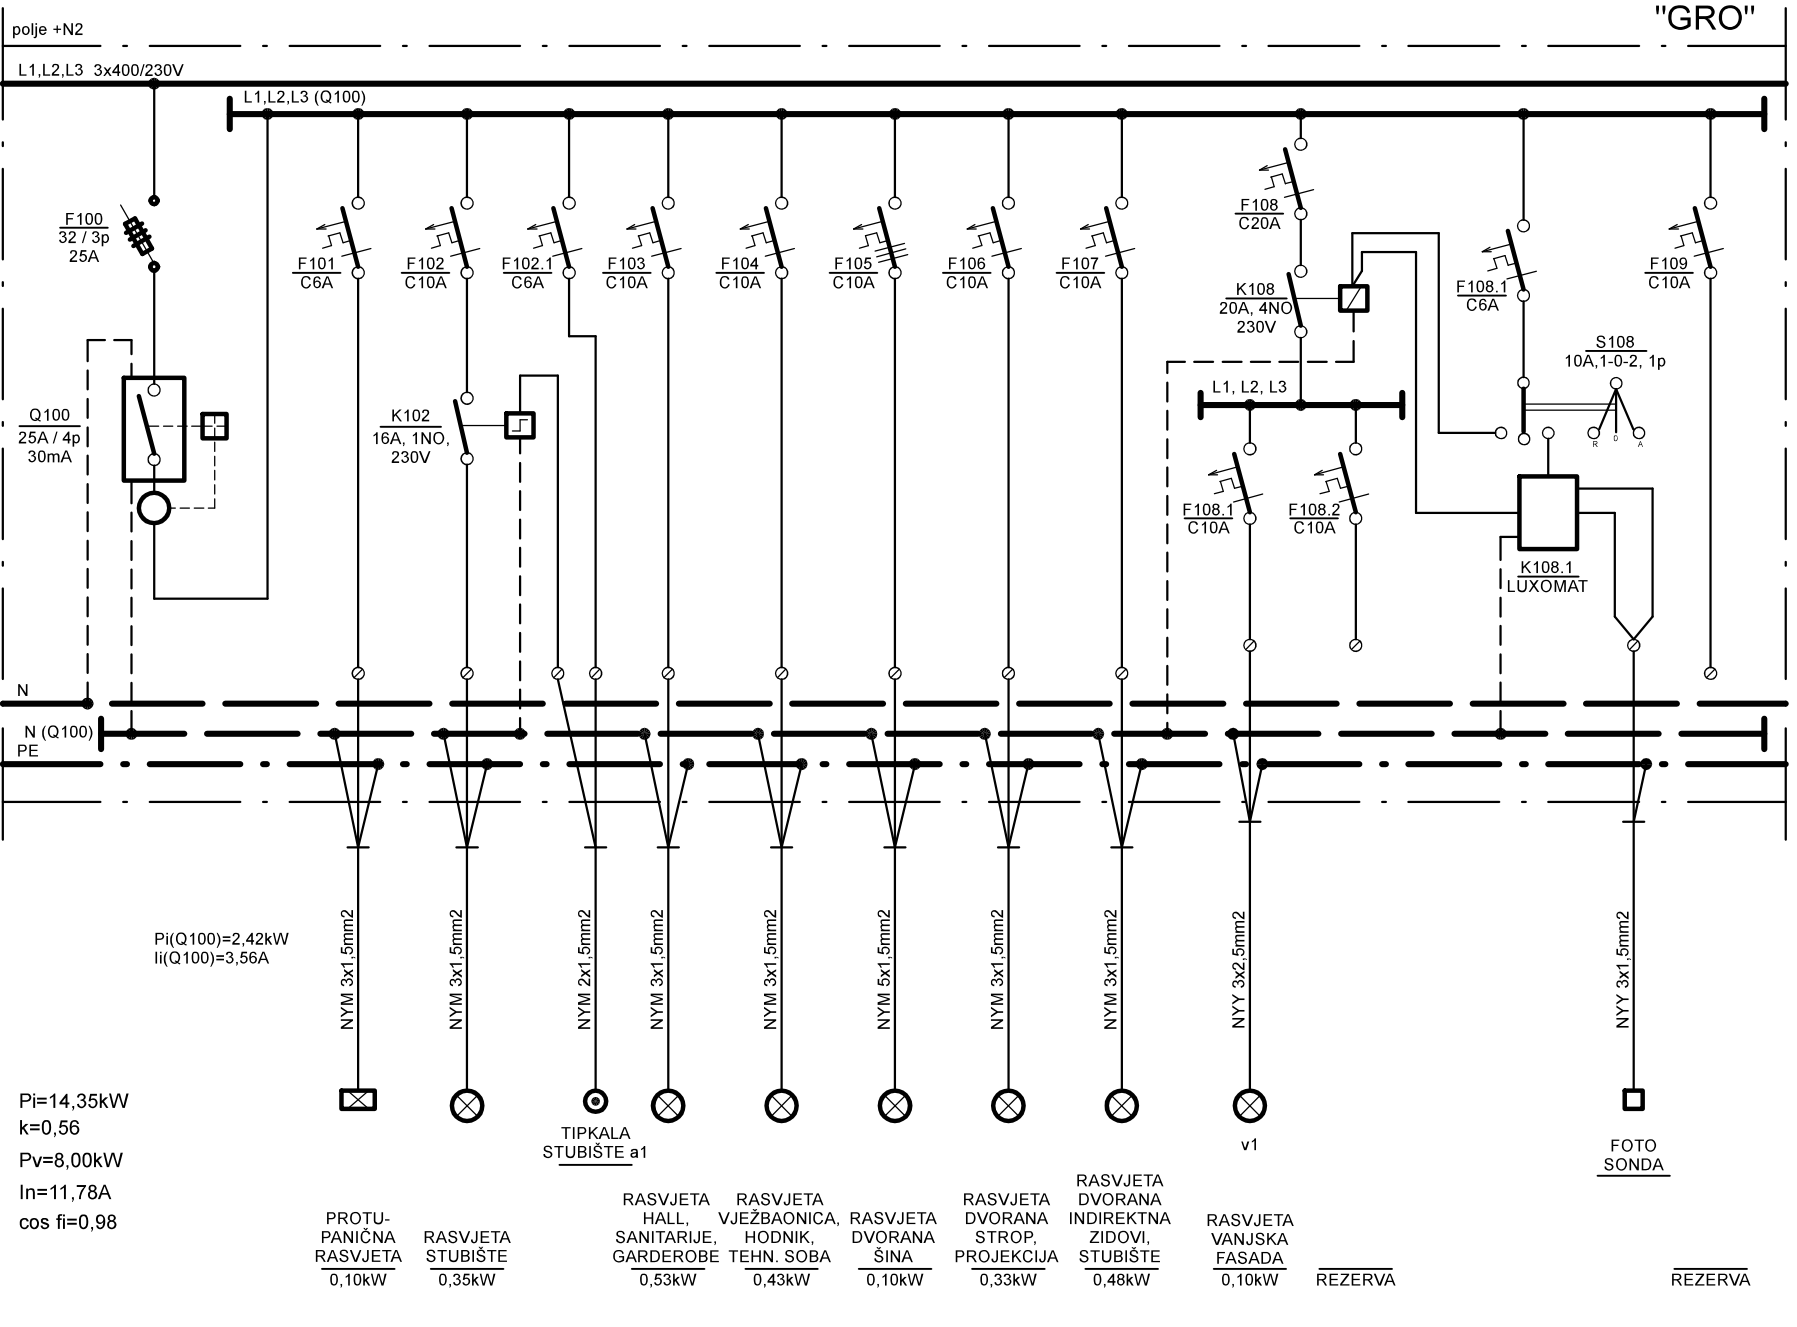 "GRO"
polje +N2
L1,L2,L3 3x400/230V
L1,L2,L3 (Q100)
F100
32 / 3p
25A
F101
C6A
F102
C10A
F102.1
C6A
F103
C10A
F104
C10A
F105
C10A
F106
C10A
F107
C10A
F108
C20A
K108
20A, 4NO
230V
F108.1
C6A
F109
C10A
S108
10A,1-0-2, 1p
R
0
A
Q100
25A / 4p
30mA
K102
16A, 1NO,
230V
L1, L2, L3
F108.1
C10A
F108.2
C10A
K108.1
LUXOMAT
N
N (Q100)
PE
Pi(Q100)=2,42kW
Ii(Q100)=3,56A
NYM 3x1,5mm2
NYM 3x1,5mm2
NYM 2x1,5mm2
NYM 3x1,5mm2
NYM 3x1,5mm2
NYM 5x1,5mm2
NYM 3x1,5mm2
NYM 3x1,5mm2
NYY 3x2,5mm2
NYY 3x1,5mm2
Pi=14,35kW
k=0,56
Pv=8,00kW
In=11,78A
cos fi=0,98
PROTU-
PANIČNA
RASVJETA
0,10kW
RASVJETA
STUBIŠTE
0,35kW
TIPKALA
STUBIŠTE a1
RASVJETA
HALL,
SANITARIJE,
GARDEROBE
0,53kW
RASVJETA
VJEŽBAONICA,
HODNIK,
TEHN. SOBA
0,43kW
RASVJETA
DVORANA
ŠINA
0,10kW
RASVJETA
DVORANA
STROP,
PROJEKCIJA
0,33kW
RASVJETA
DVORANA
INDIREKTNA
ZIDOVI,
STUBIŠTE
0,48kW
v1
RASVJETA
VANJSKA
FASADA
0,10kW
REZERVA
FOTO
SONDA
REZERVA